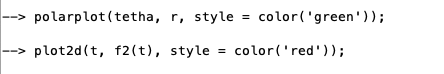 --> polarplot(tetha, r, style = color('green'));
--> plot2d(t, f2(t), style = color('red'));